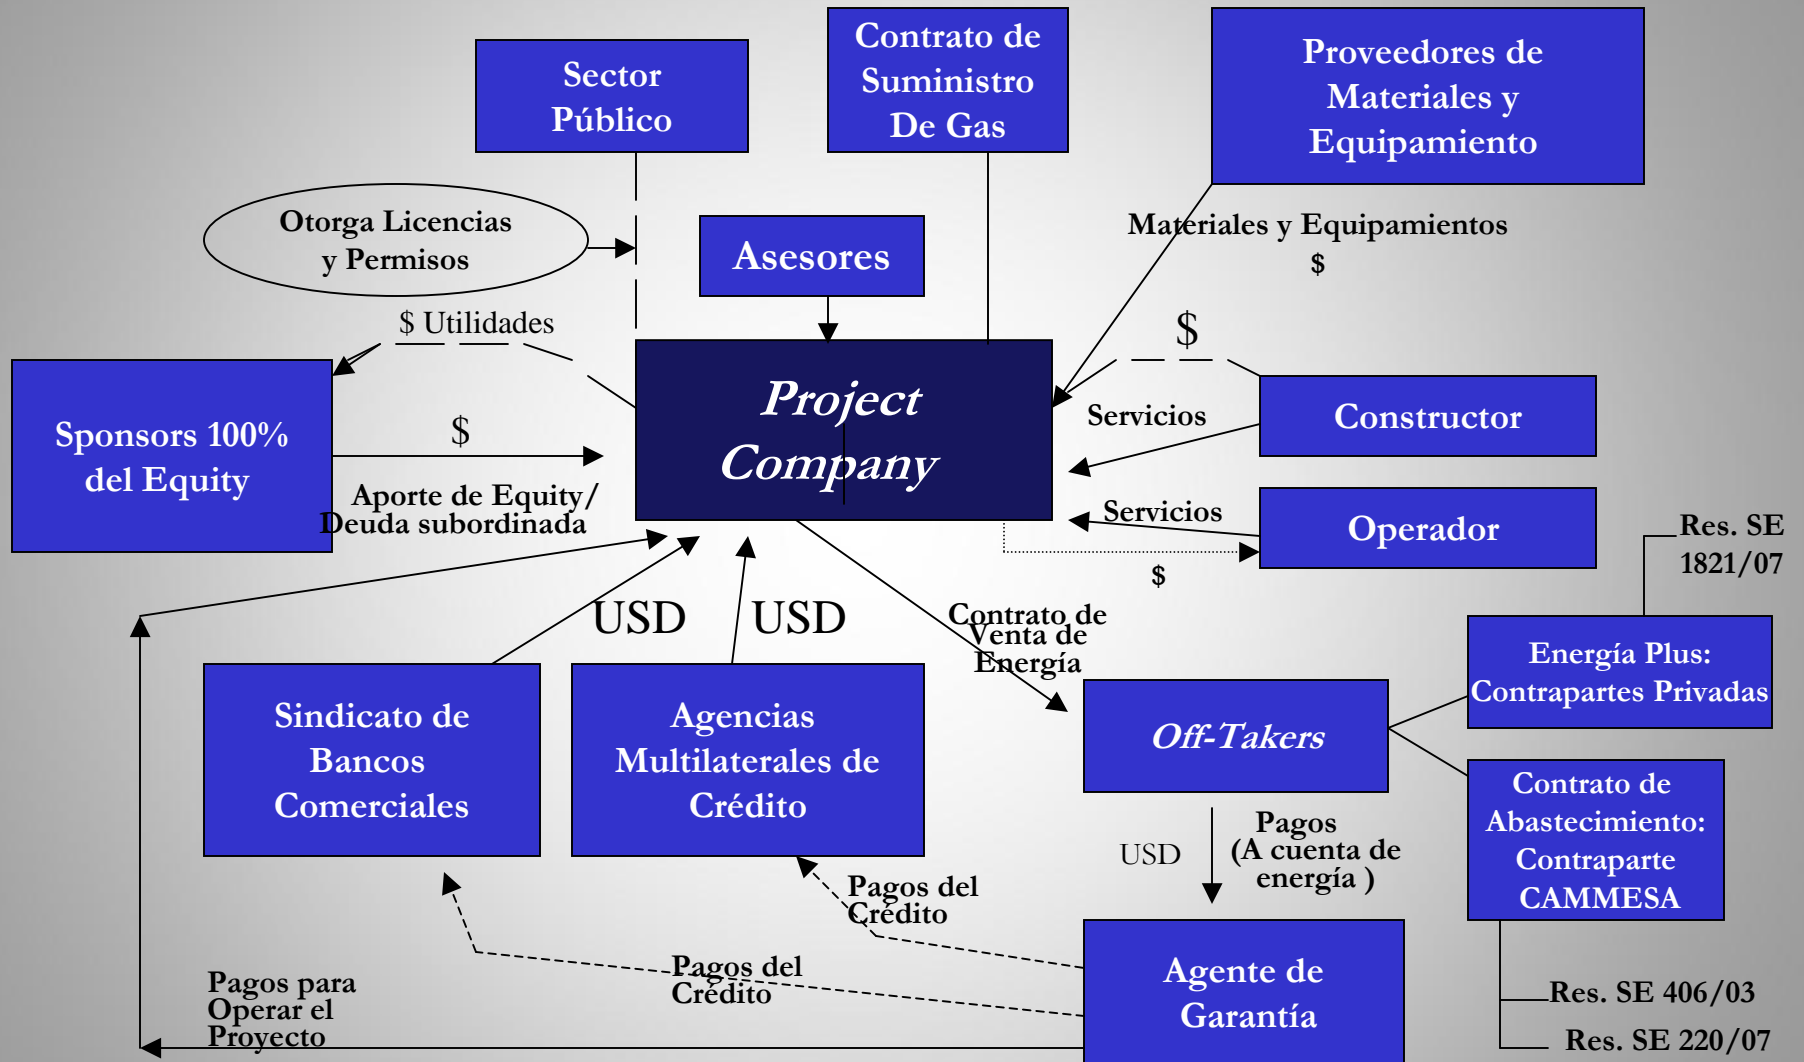 Sector
Público
Contrato de
Suministro
De Gas
Proveedores de
Materiales y
Equipamiento
Otorga Licencias
y Permisos
Asesores
Materiales y Equipamientos
$
$ Utilidades
$
Project
Company
Sponsors 100%
del Equity
$
Aporte de Equity/
Deuda subordinada
Servicios
Constructor
Servicios
Operador
$
Res. SE
1821/07
USD
USD
Contrato de
Venta de
Energía
Energía Plus:
Contrapartes Privadas
Sindicato de
Bancos
Comerciales
Agencias
Multilaterales de
Crédito
Off-Takers
Contrato de
Abastecimiento:
Contraparte
CAMMESA
USD
Pagos
(A cuenta de
energía )
Pagos del
Crédito
Pagos del
Crédito
Pagos para
Operar el
Proyecto
Agente de
Garantía
Res. SE 406/03
Res. SE 220/07